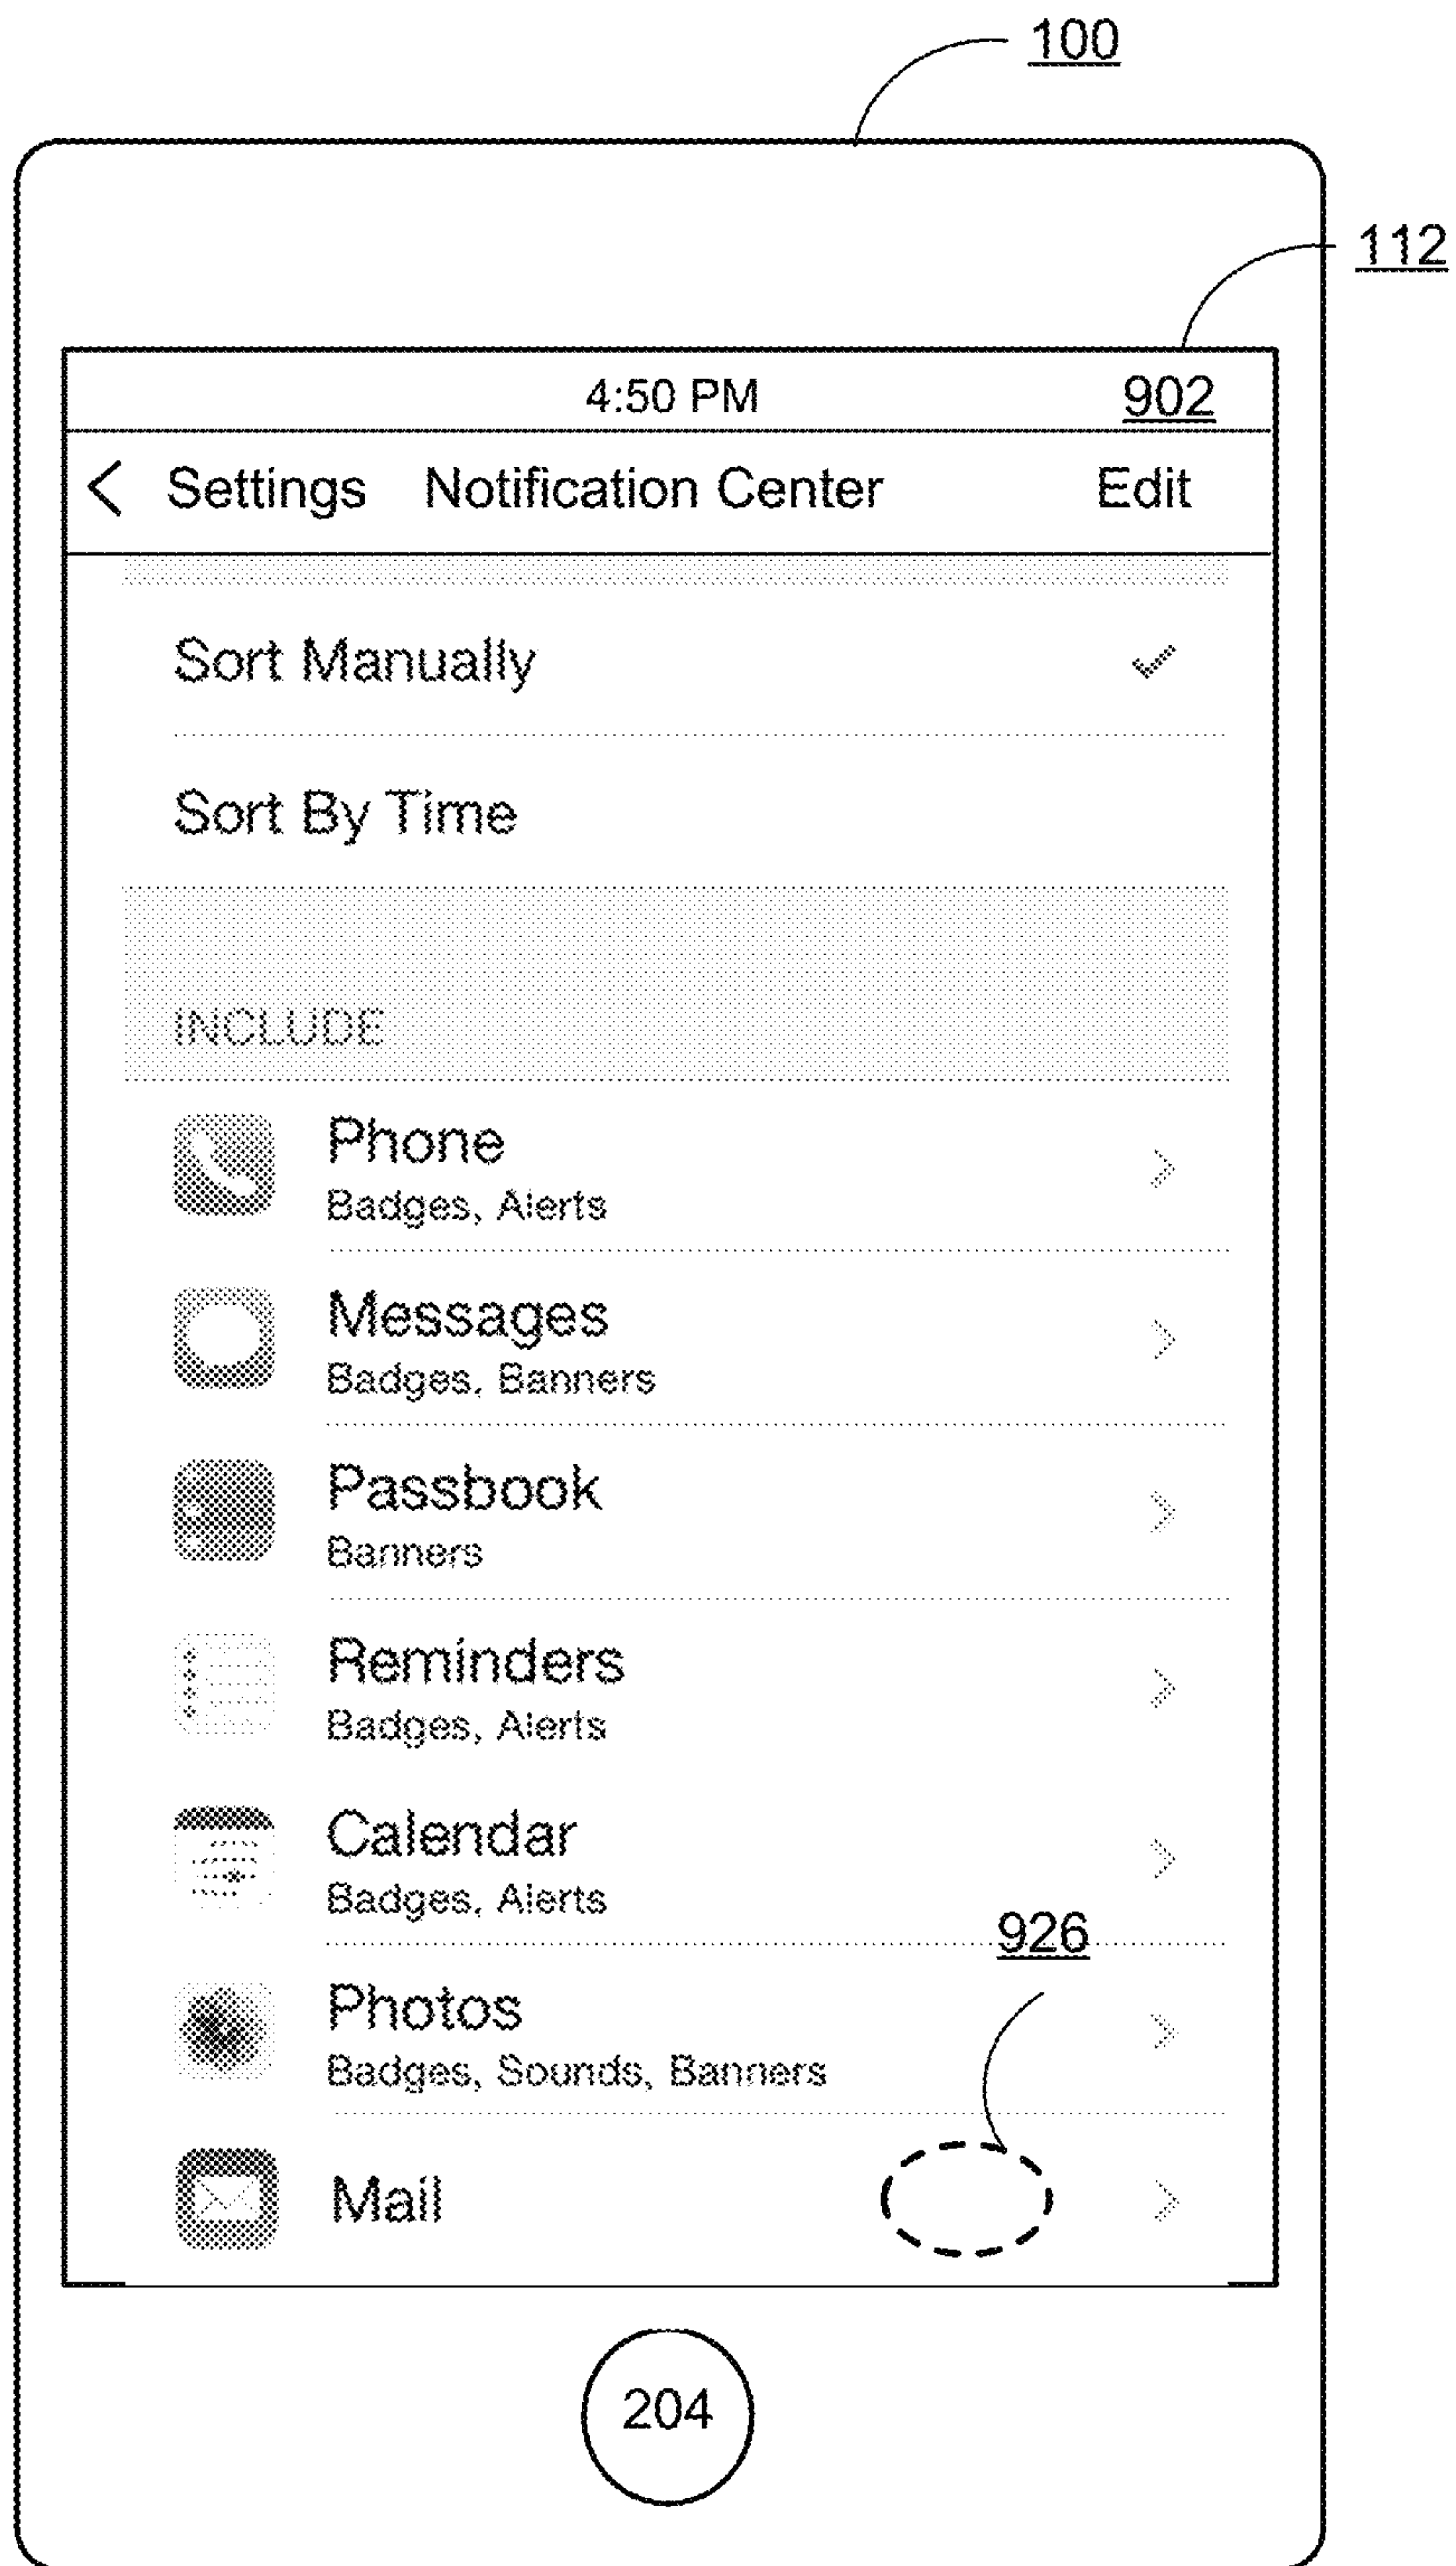 100
112
4:50 PM 902
< Settings Notification Center Edit
Sort Manually
Sort By Time
INCLUDE
Phone
Badges, Alerts
Messages
Badges, Banners
Passbook
Banners
Reminders
Badges, Alerts
Calendar
Badges, Alerts
926
Photos
Badges, Sounds, Banners
Mail
204